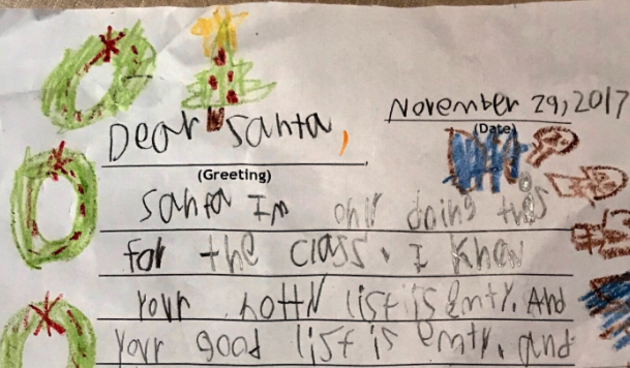 November 29, 2017
(Date)
Dear Santa,
(Greeting)
Santa Im only doing this
for the class. I know
your notty list is Emty. And
your good list is emty. and